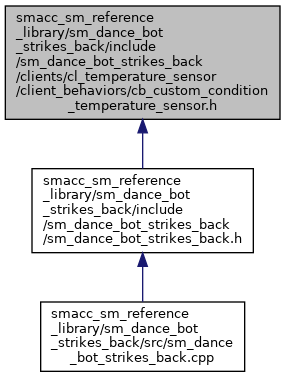 smacc_sm_reference
_library/sm_dance_bot
_strikes_back/include
/sm_dance_bot_strikes_back
/clients/cl_temperature_sensor
/client_behaviors/cb_custom_condition
_temperature_sensor.h
smacc_sm_reference
_library/sm_dance_bot
_strikes_back/include
/sm_dance_bot_strikes_back
/sm_dance_bot_strikes_back.h
smacc_sm_reference
_library/sm_dance_bot
_strikes_back/src/sm_dance
_bot_strikes_back.cpp